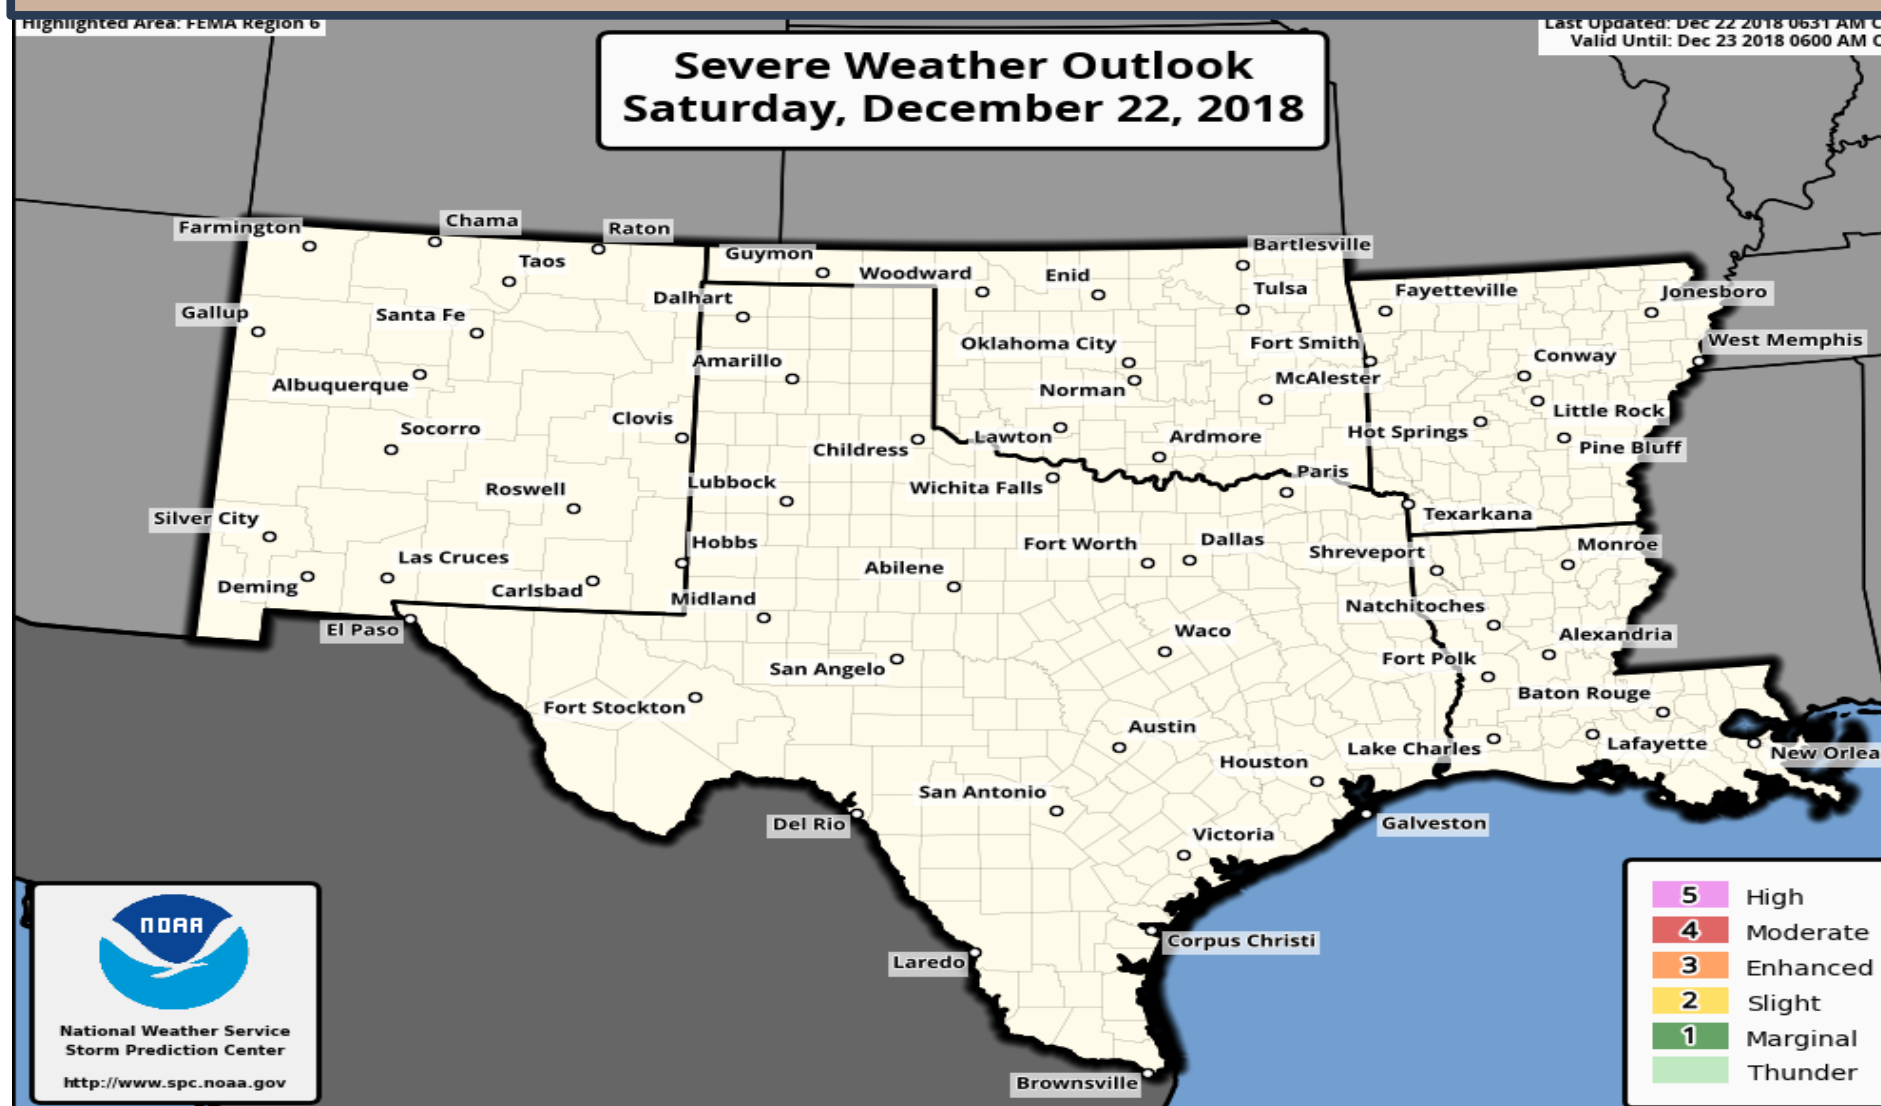 Highlighted Area: FEMA Region 6
Last Updated: Dec 22 2018 0631 AM C
Valid Until: Dec 23 2018 0600 AM C
Severe Weather Outlook
Saturday, December 22, 2018
Farmington
Chama
Raton
Taos
Guymon
Woodward
Enid
Bartlesville
Tulsa
Fayetteville
Jonesboro
Gallup
Santa Fe
Dalhart
Oklahoma City
Fort Smith
West Memphis
Albuquerque
Amarillo
Norman
McAlester
Conway
Socorro
Clovis
Childress
Lawton
Ardmore
Hot Springs
Little Rock
Pine Bluff
Roswell
Lubbock
Wichita Falls
Paris
Texarkana
Silver City
Las Cruces
Hobbs
Fort Worth
Dallas
Shreveport
Monroe
Deming
Carlsbad
Midland
Abilene
Natchitoches
El Paso
San Angelo
Waco
Alexandria
Fort Polk
Fort Stockton
Austin
Baton Rouge
Houston
Lake Charles
Lafayette
New Orlea
San Antonio
Del Rio
Victoria
Galveston
Corpus Christi
Laredo
Brownsville
NOAA
National Weather Service
Storm Prediction Center
http://www.spc.noaa.gov
5 High
4 Moderate
3 Enhanced
2 Slight
1 Marginal
Thunder